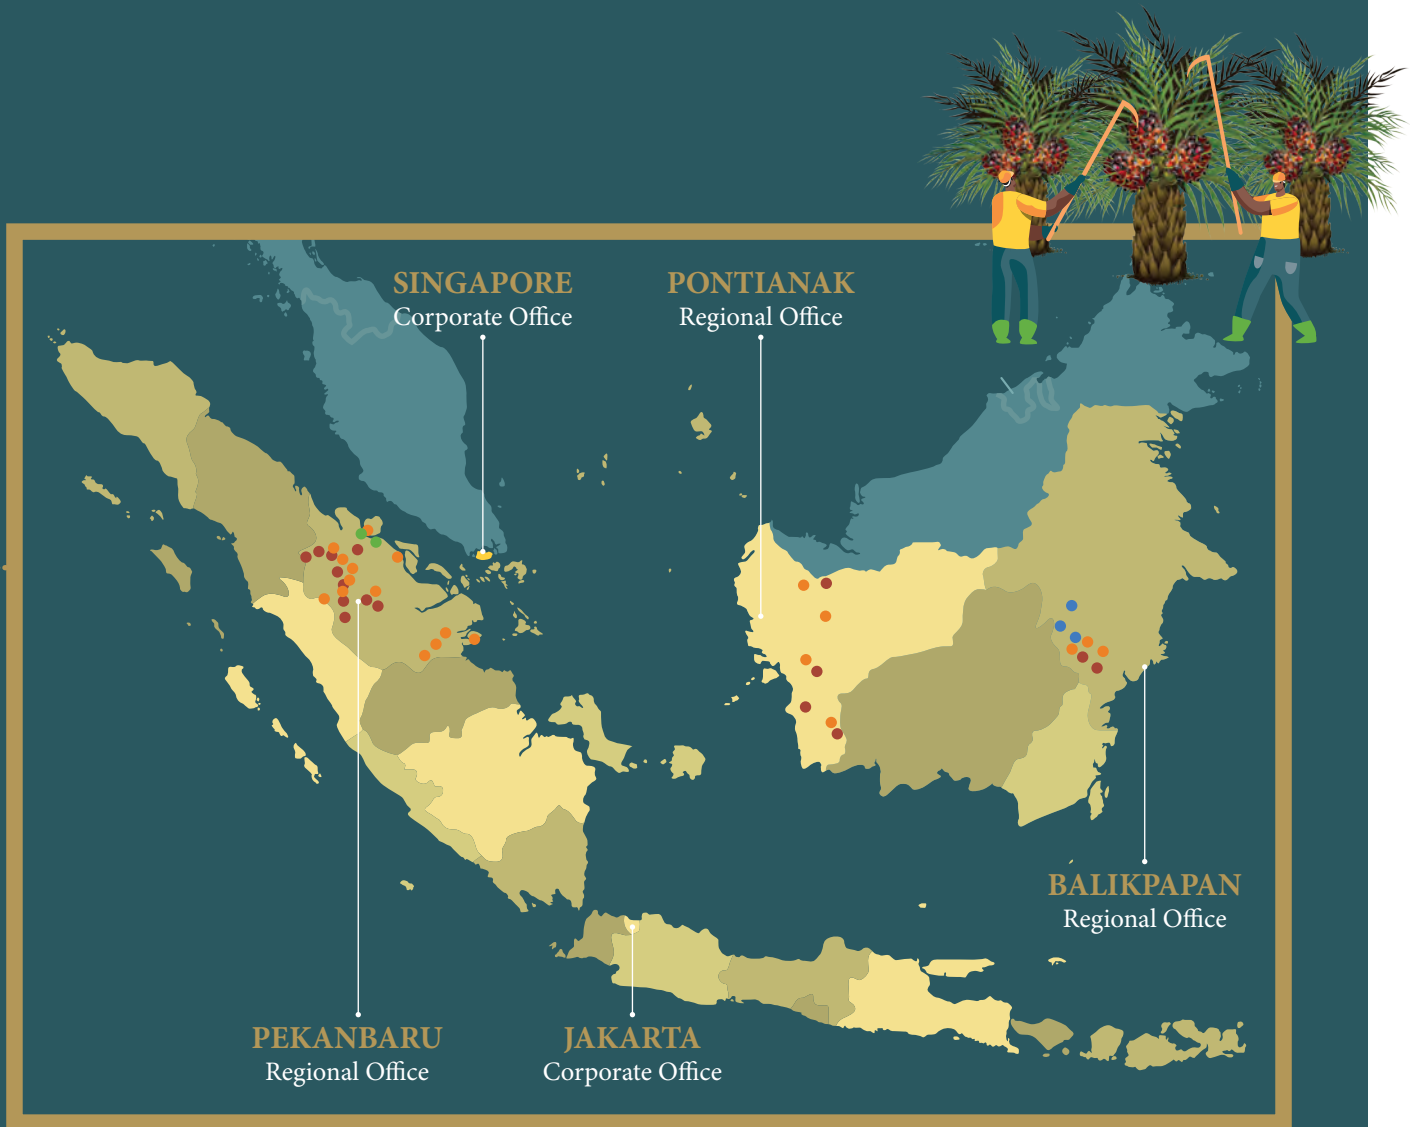 SINGAPORE
Corporate Office
PONTIANAK
Regional Office
BALIKPAPAN
Regional Office
PEKANBARU
Regional Office
JAKARTA
Corporate Office